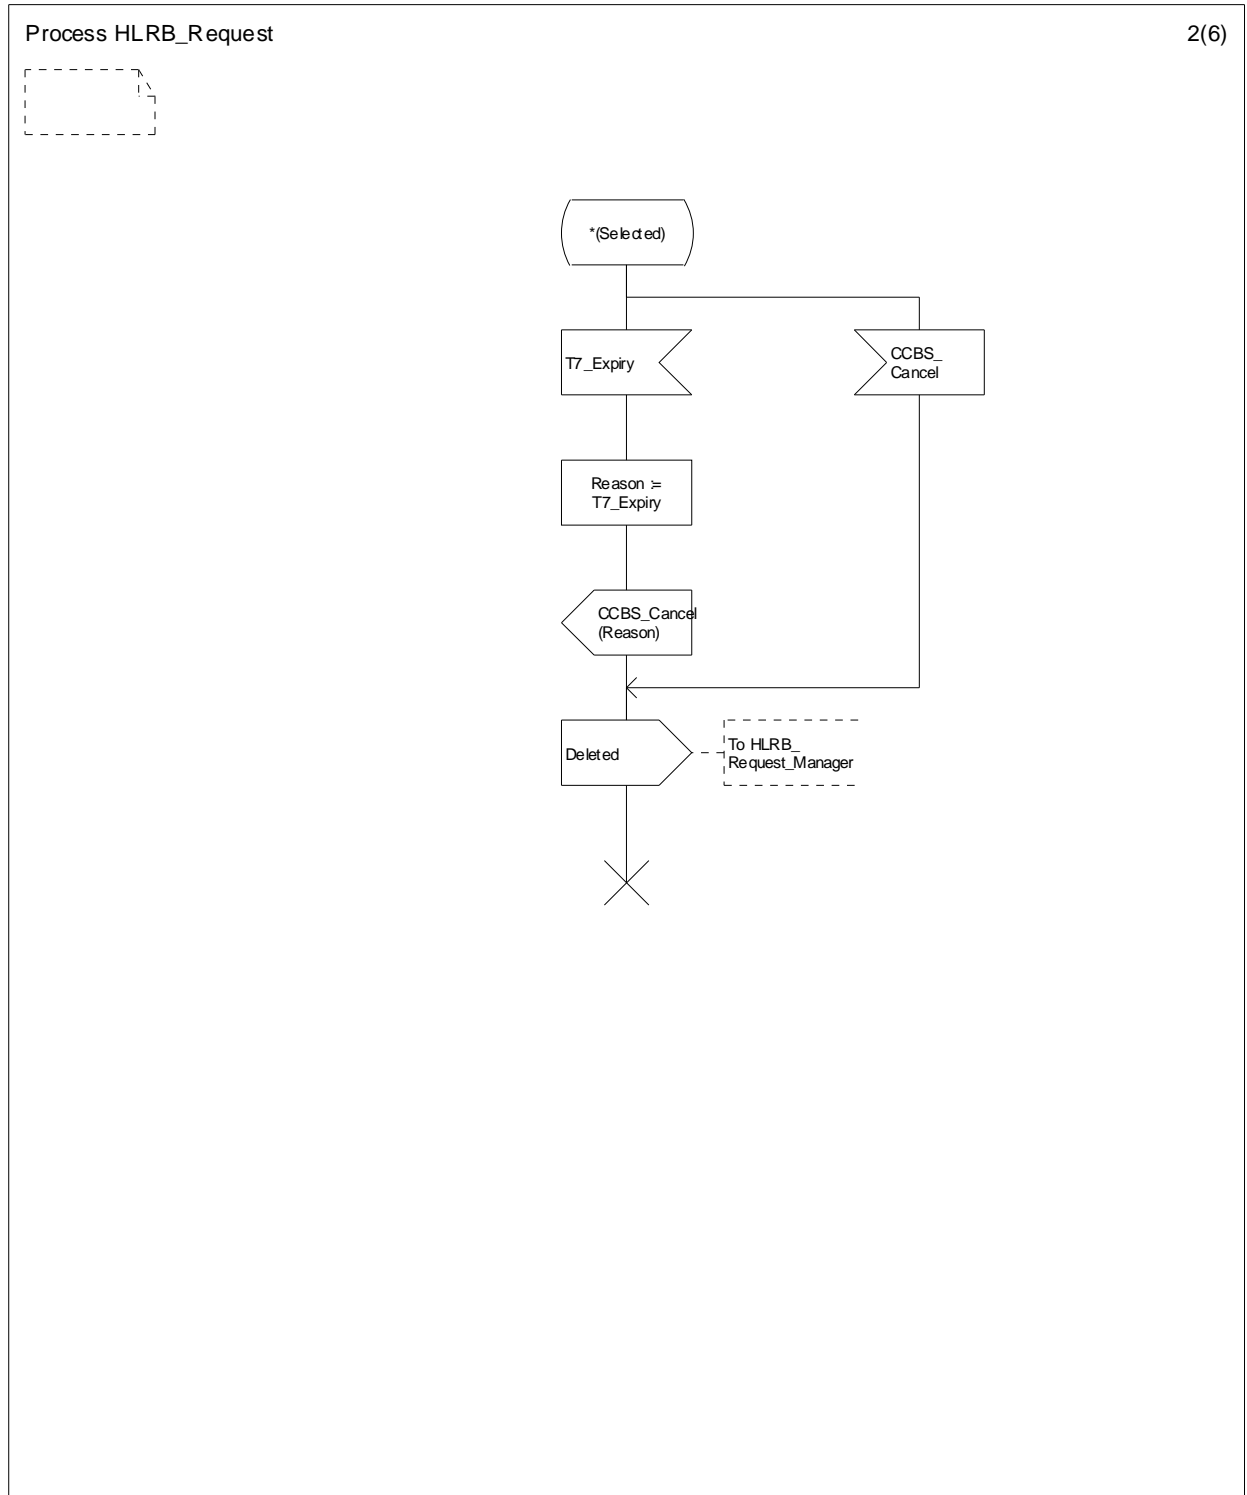 Process HLRB_Request
2(6)
*(Selected)
T7_Expiry
CCBS_
Cancel
Reason :=
T7_Expiry
CCBS_Cancel
(Reason)
Deleted
To HLRB_
Request_Manager